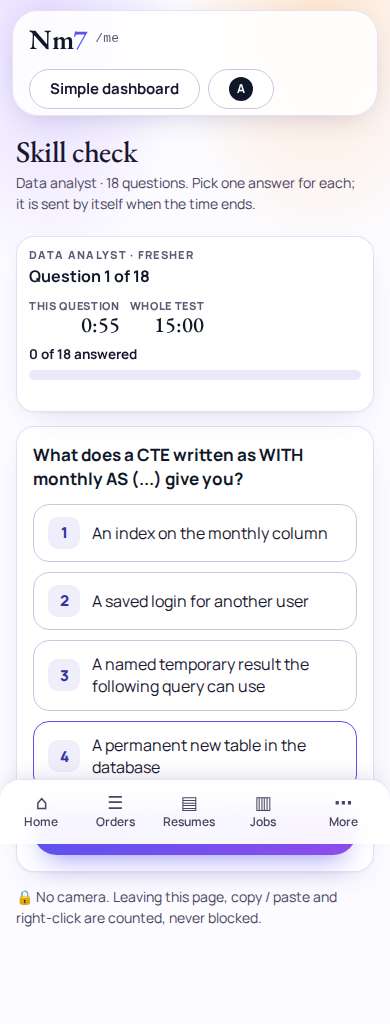 Nm7 /me
Simple dashboard
A
Skill check
Data analyst · 18 questions. Pick one answer for each;
it is sent by itself when the time ends.
DATA ANALYST · FRESHER
Question 1 of 18
THIS QUESTION WHOLE TEST
0:55 15:00
0 of 18 answered
What does a CTE written as WITH
monthly AS (...) give you?
1 An index on the monthly column
2 A saved login for another user
3 A named temporary result the
following query can use
4 A permanent new table in the
database
Home Orders Resumes Jobs More
🔒 No camera. Leaving this page, copy / paste and
right-click are counted, never blocked.